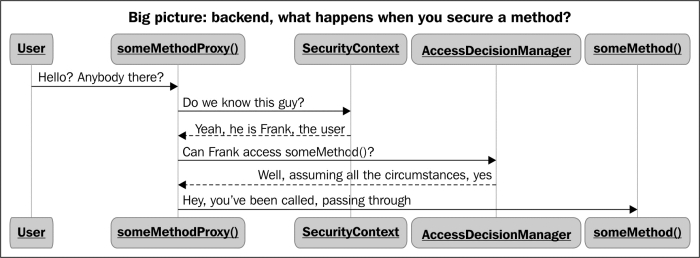 Big picture: backend, what happens when you secure a method?
User someMethodProxy() SecurityContext AccessDecisionManager someMethod()
Hello? Anybody there?
Do we know this guy?
Yeah, he is Frank, the user
Can Frank access someMethod()?
Well, assuming all the circumstances, yes
Hey, you've been called, passing through
User someMethodProxy() SecurityContext AccessDecisionManager someMethod()